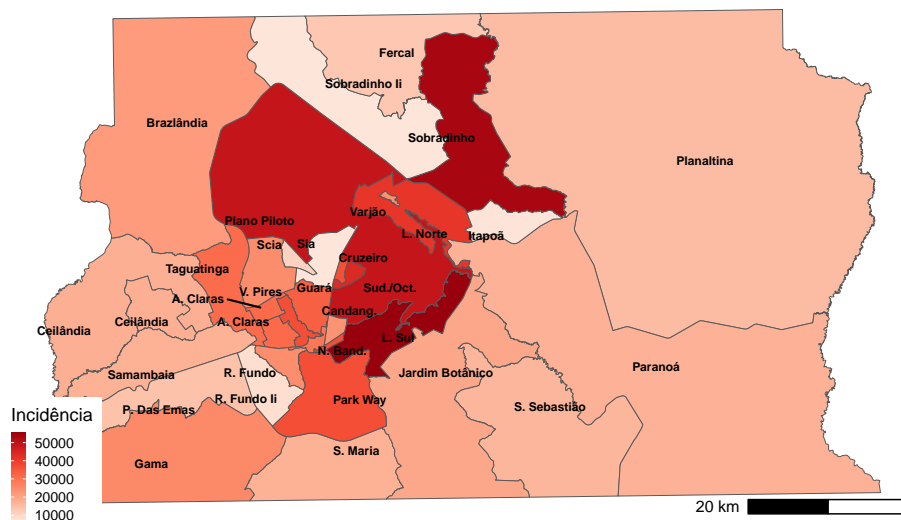 Fercal
Sobradinho Ii
Brazlândia
Sobradinho
Planaltina
Varjão
Plano Piloto
L. Norte
Itapoã
Scia
Sia
Cruzeiro
Taguatinga
Guará
Sud./Oct.
V. Pires
A. Claras
Candang.
Ceilândia
Ceilândia
A. Claras
L. Sul
N. Band.
Samambaia
R. Fundo
Jardim Botânico
Paranoá
R. Fundo Ii
Park Way
P. Das Emas
S. Sebastião
Incidência
S. Maria
Gama
50000
40000
30000
20000
10000
20 km